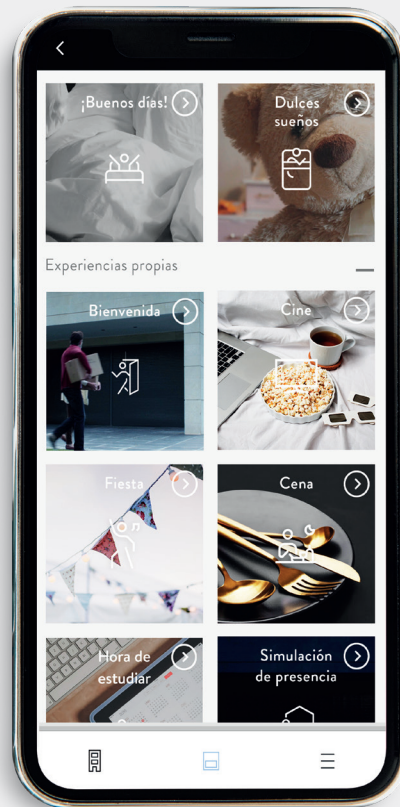 ¡Buenos días!
Dulces
sueños
Experiencias propias
Bienvenida
Cine
Fiesta
Cena
Hora de
estudiar
Simulación
de presencia